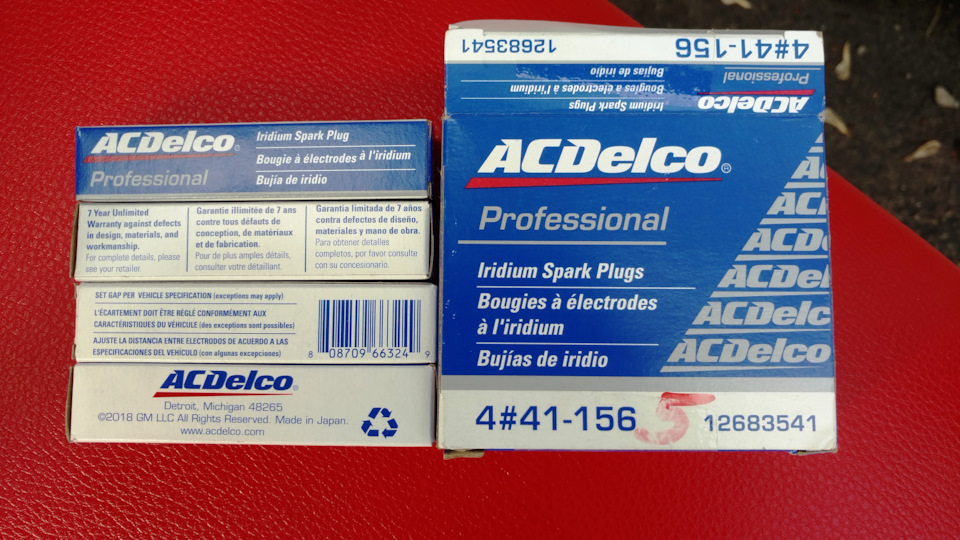 ACDelco®
Professional
Iridium Spark Plug
Bougie à électrodes à l'iridium
Bujía de iridio
7 Year Unlimited
Warranty against defects
in design, materials, and
workmanship.
For complete details, please
see your retailer.
Garantie illimitée de 7 ans
contre tous défauts de
conception, de matériaux
et de fabrication.
Pour de plus amples détails,
consulter votre détaillant.
Garantía limitada de 7 años
contra defectos de diseño,
materiales y mano de obra.
Para obtener detalles
completos, por favor consulte
con su concesionario.
SET GAP PER VEHICLE SPECIFICATION (exceptions may apply)
L'ÉCARTEMENT DOIT ÊTRE RÉGLÉ CONFORMÉMENT AUX
CARACTÉRISTIQUES DU VÉHICULE (des exceptions sont possibles)
AJUSTE LA DISTANCIA ENTRE ELECTRODOS DE ACUERDO A LAS
ESPECIFICACIONES DEL VEHÍCULO (con algunas excepciones)
8 08709 66324 9
ACDelco®
Detroit, Michigan 48265
©2018 GM LLC All Rights Reserved. Made in Japan.
www.acdelco.com
4#41-156 12683541
ACDelco
Professional
Iridium Spark Plugs
Bougies à électrodes à l'iridium
Bujías de iridio
ACDelco®
Professional
Iridium Spark Plugs
Bougies à électrodes
à l'iridium
Bujías de iridio
A
AC
ACD
ACDel
ACDelc
ACDelco
4#41-156 5 12683541